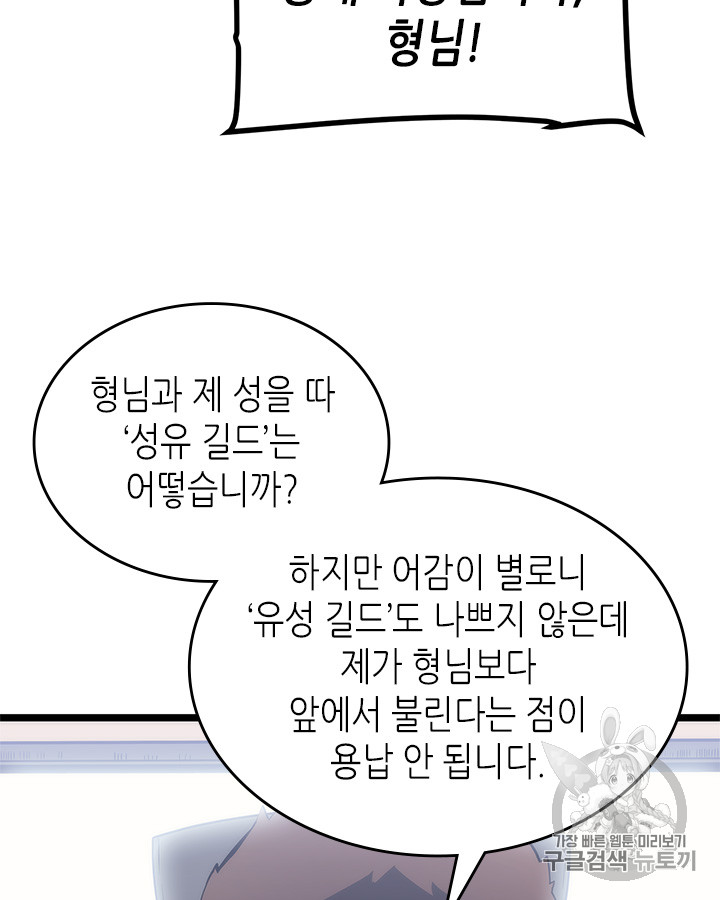 형님!
형님과 제 성을 따
‘성유 길드’는
어떻습니까?
하지만 어감이 별로니
‘유성 길드’도 나쁘지 않은데
제가 형님보다
앞에서 불린다는 점이
용납 안 됩니다.
가장 빠른 웹툰 미리보기
구글검색 뉴토끼